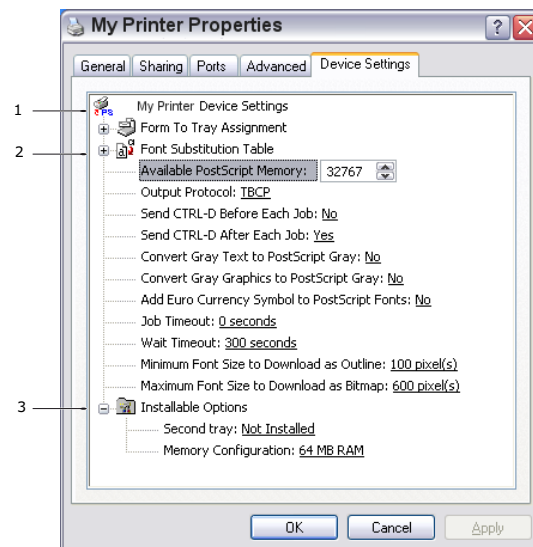 My Printer Properties
General Sharing Ports Advanced Device Settings
1
PS
My Printer Device Settings
Form To Tray Assignment
2
a
Font Substitution Table
Available PostScript Memory: 32767
Output Protocol: TBCP
Send CTRL-D Before Each Job: No
Send CTRL-D After Each Job: Yes
Convert Gray Text to PostScript Gray: No
Convert Gray Graphics to PostScript Gray: No
Add Euro Currency Symbol to PostScript Fonts: No
Job Timeout: 0 seconds
Wait Timeout: 300 seconds
Minimum Font Size to Download as Outline: 100 pixel(s)
Maximum Font Size to Download as Bitmap: 600 pixel(s)
3
Installable Options
Second tray: Not Installed
Memory Configuration: 64 MB RAM
OK Cancel Apply